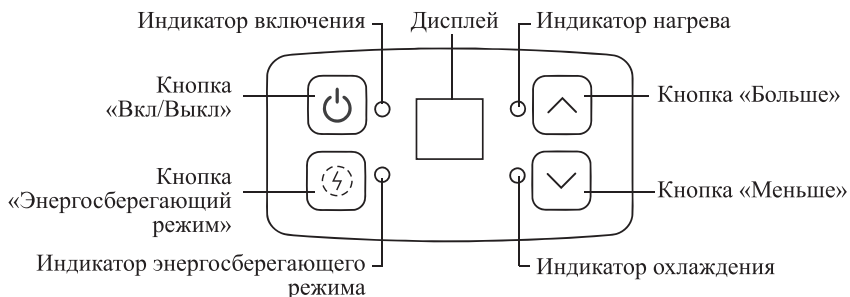 Индикатор включения
Дисплей
Индикатор нагрева
Кнопка
«Вкл/Выкл»
Кнопка «Больше»
Кнопка
«Энергосберегающий
режим»
Кнопка «Меньше»
Индикатор энергосберегающего
режима
Индикатор охлаждения